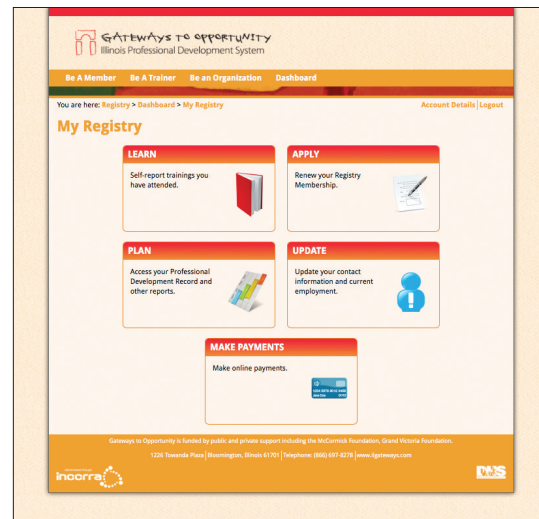 GATEWAYS TO OPPORTUNITY
Illinois Professional Development System
Be A Member Be A Trainer Be an Organization Dashboard
You are here: Registry > Dashboard > My Registry Account Details | Logout
My Registry
LEARN
Self-report trainings you
have attended.
APPLY
Renew your Registry
Membership.
PLAN
Access your Professional
Development Record and
other reports.
UPDATE
Update your contact
information and current
employment.
MAKE PAYMENTS
Make online payments.
Gateways to Opportunity is funded by public and private support including the McCormick Foundation, Grand Victoria Foundation.
1226 Towanda Plaza | Bloomington, Illinois 61701 | Telephone: (866) 697-8278 | www.ilgateways.com
inccrra
DHS